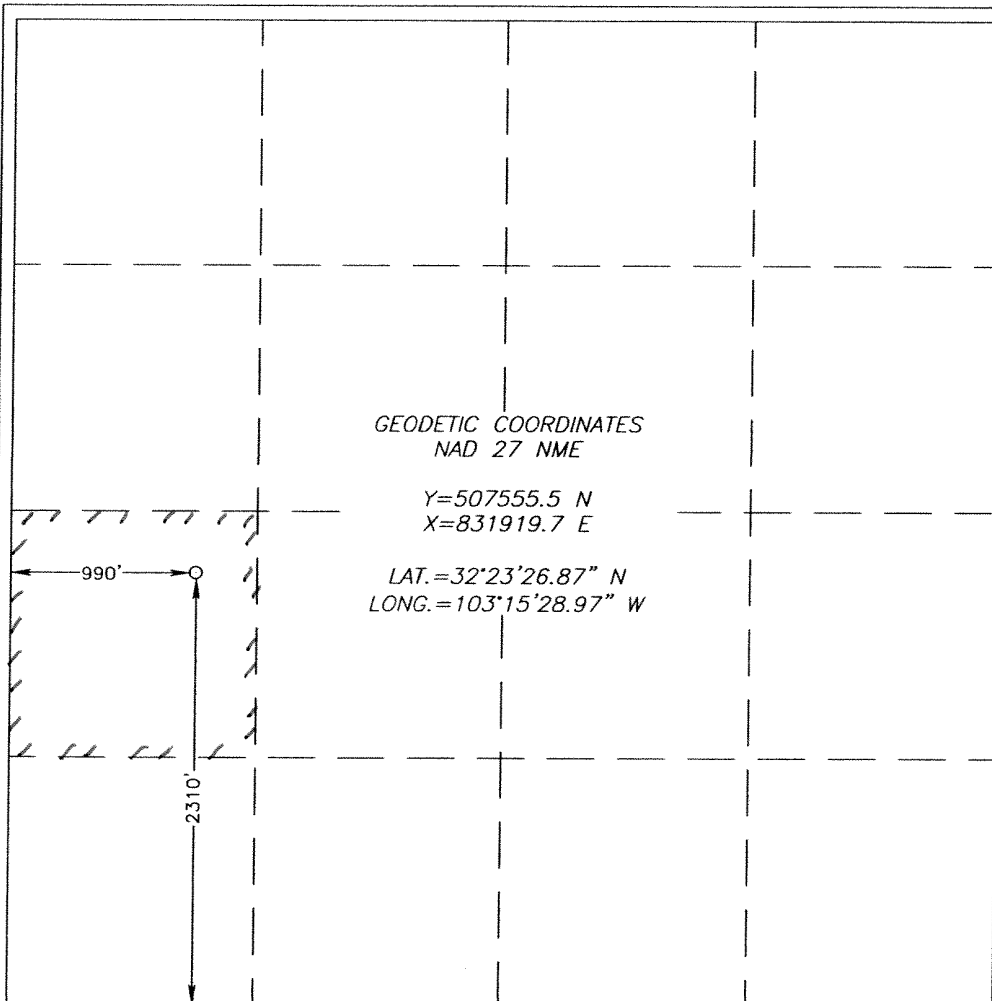 GEODETIC COORDINATES
NAD 27 NME
Y=507555.5 N
X=831919.7 E
990'
LAT.=32°23'26.87" N
LONG.=103°15'28.97" W
2310'